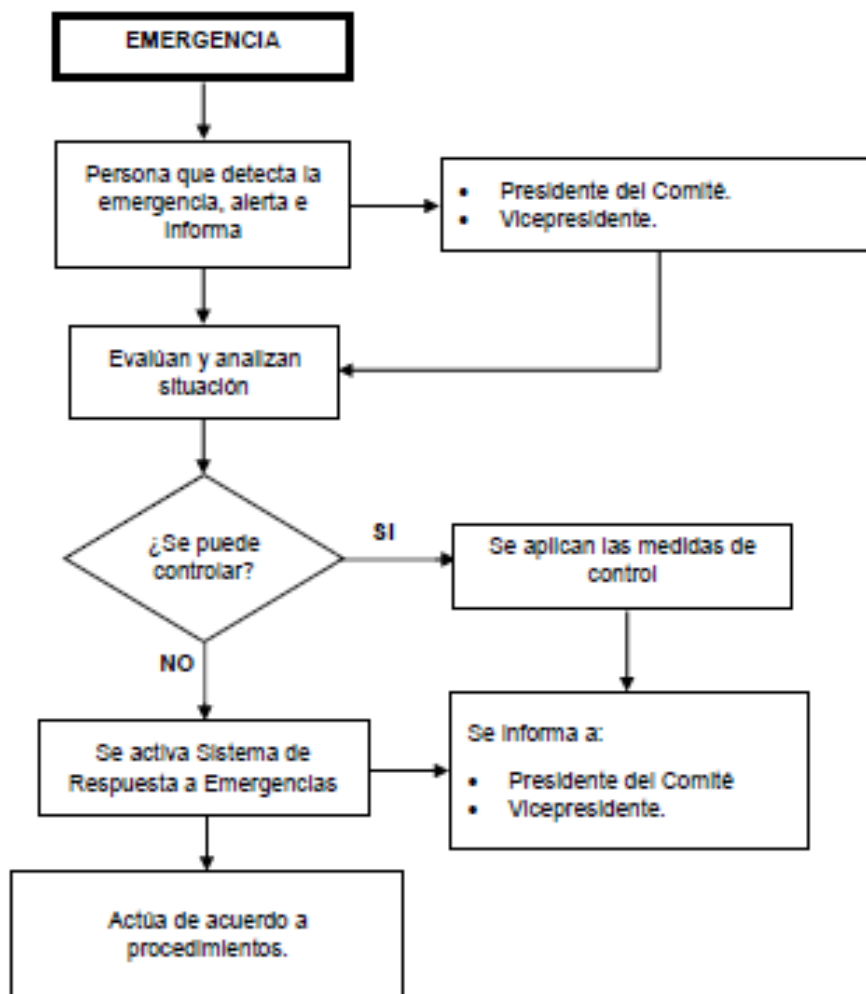 EMERGENCIA
Persona que detecta la
emergencia, alerta e
informa
• Presidente del Comité.
• Vicepresidente.
Evalúan y analizan
situación
¿Se puede
controlar?
SI
Se aplican las medidas de
control
NO
Se activa Sistema de
Respuesta a Emergencias
Se informa a:
• Presidente del Comité
• Vicepresidente.
Actúa de acuerdo a
procedimientos.